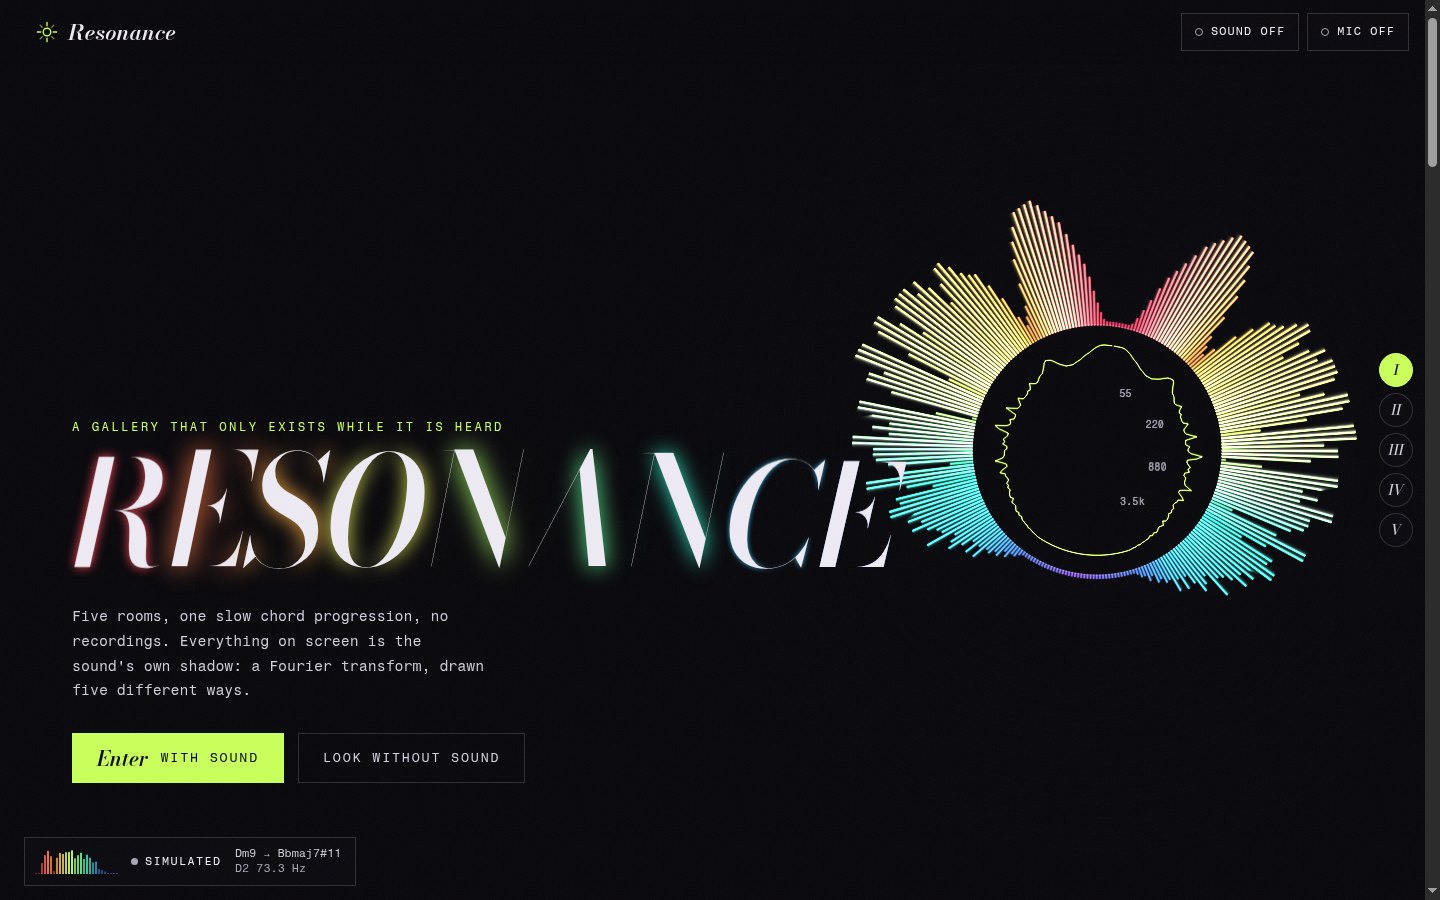 Resonance
SOUND OFF
MIC OFF
A GALLERY THAT ONLY EXISTS WHILE IT IS HEARD
RESONANCE
55
220
880
3.5k
I
II
III
IV
V
Five rooms, one slow chord progression, no
recordings. Everything on screen is the
sound's own shadow: a Fourier transform, drawn
five different ways.
Enter WITH SOUND
LOOK WITHOUT SOUND
SIMULATED
Dm9 → Bbmaj7#11
D2 73.3 Hz